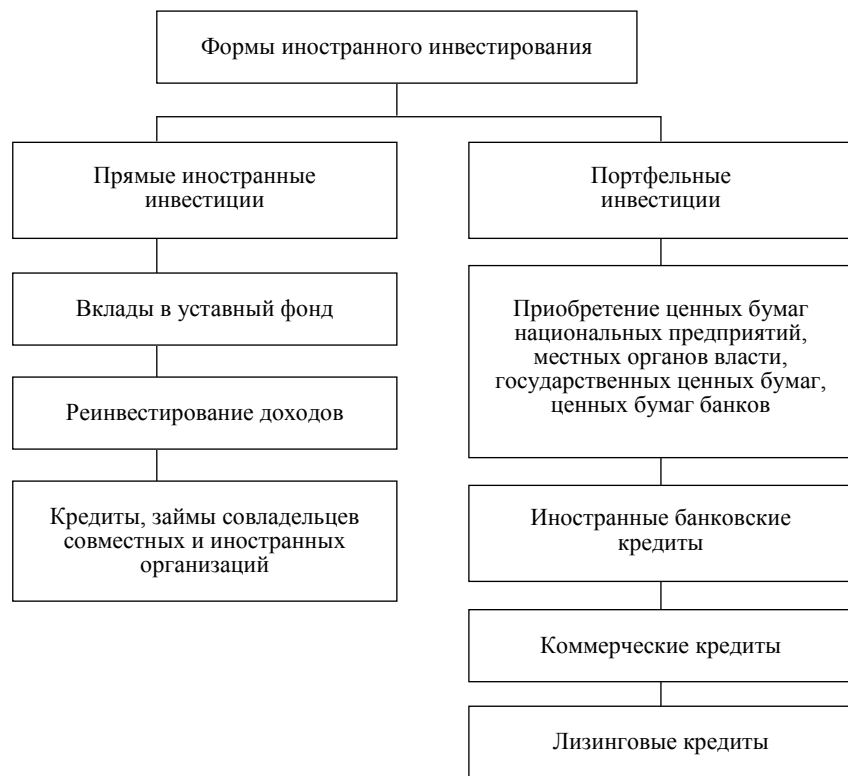 Формы иностранного инвестирования
Прямые иностранные
инвестиции
Вклады в уставный фонд
Реинвестирование доходов
Кредиты, займы совладельцев
совместных и иностранных
организаций
Портфельные
инвестиции
Приобретение ценных бумаг
национальных предприятий,
местных органов власти,
государственных ценных бумаг,
ценных бумаг банков
Иностранные банковские
кредиты
Коммерческие кредиты
Лизинговые кредиты